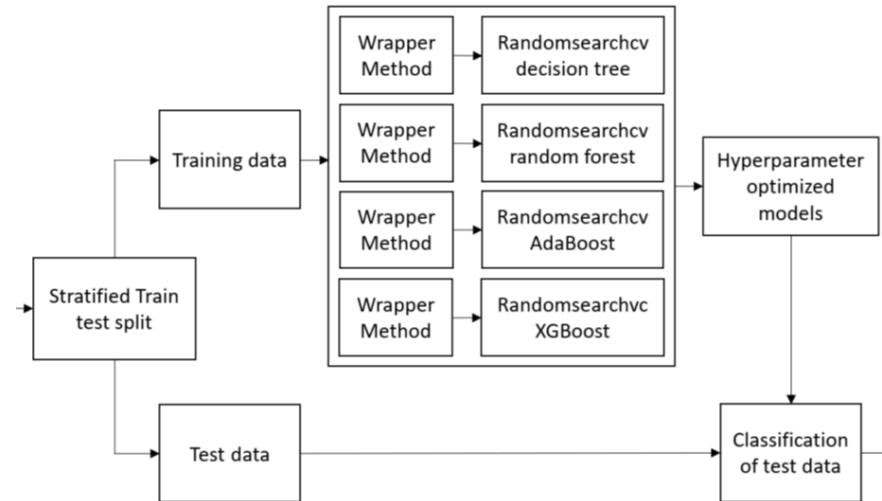 Wrapper
Method
Randomsearchcv
decision tree
Wrapper
Method
Randomsearchcv
random forest
Training data
Hyperparameter
optimized
models
Wrapper
Method
Randomsearchcv
AdaBoost
Stratified Train
test split
Wrapper
Method
Randomsearchvc
XGBoost
Test data
Classification
of test data